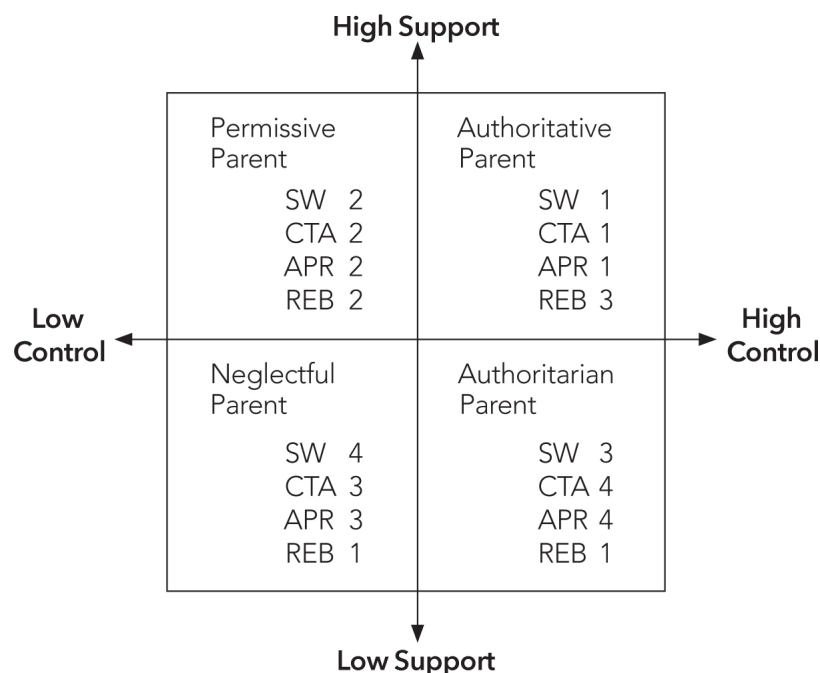 High Support
Permissive
Parent
SW 2
CTA 2
APR 2
REB 2
Authoritative
Parent
SW 1
CTA 1
APR 1
REB 3
Low
Control
High
Control
Neglectful
Parent
SW 4
CTA 3
APR 3
REB 1
Authoritarian
Parent
SW 3
CTA 4
APR 4
REB 1
Low Support